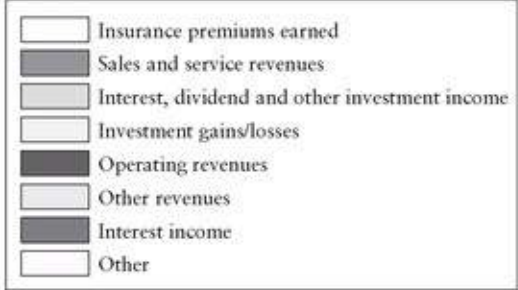 Insurance premiums earned
Sales and service revenues
Interest, dividend and other investment income
Investment gains/losses
Operating revenues
Other revenues
Interest income
Other